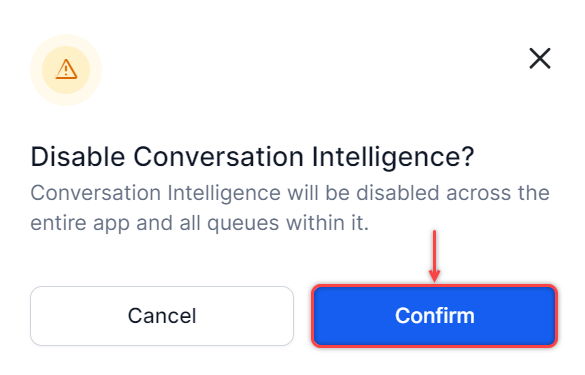 Disable Conversation Intelligence?
Conversation Intelligence will be disabled across the
entire app and all queues within it.
Cancel
Confirm